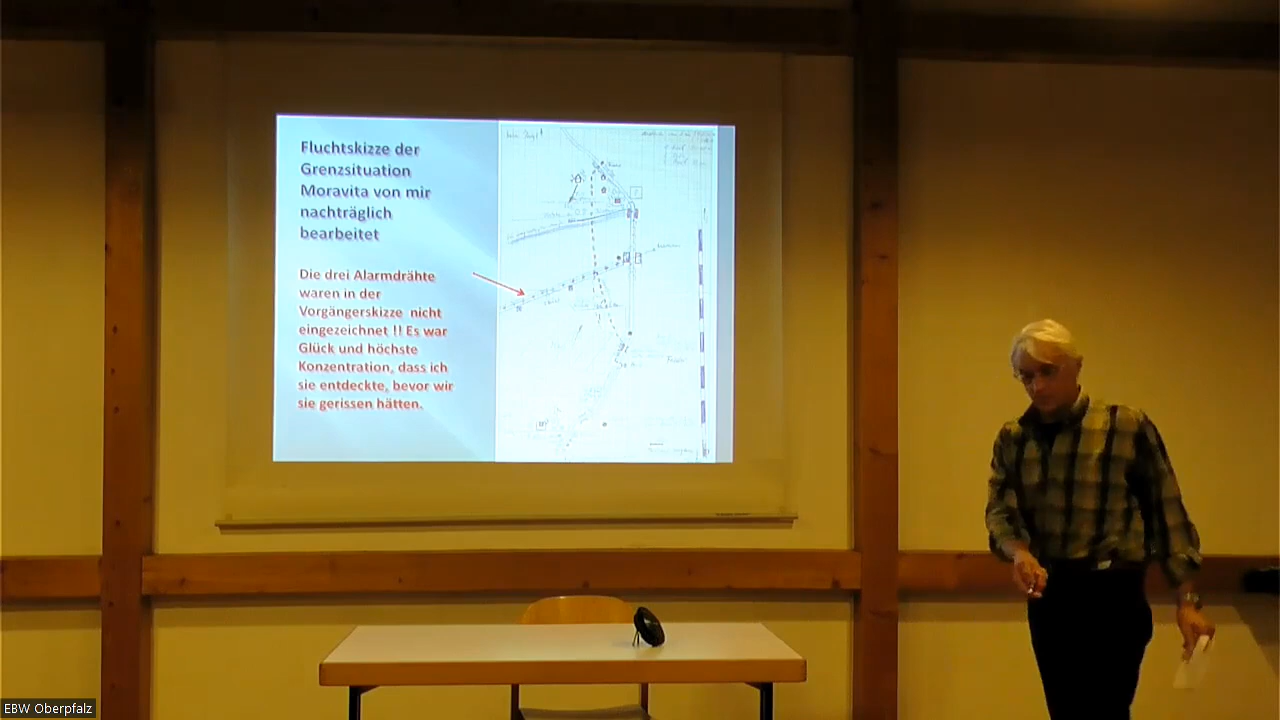 Fluchtskizze der
Grenzsituation
Moravita von mir
nachträglich
bearbeitet
Die drei Alarmdrähte
waren in der
Vorgängerskizze nicht
eingezeichnet !! Es war
Glück und höchste
Konzentration, dass ich
sie entdeckte, bevor wir
sie gerissen hätten.
EBW Oberpfalz